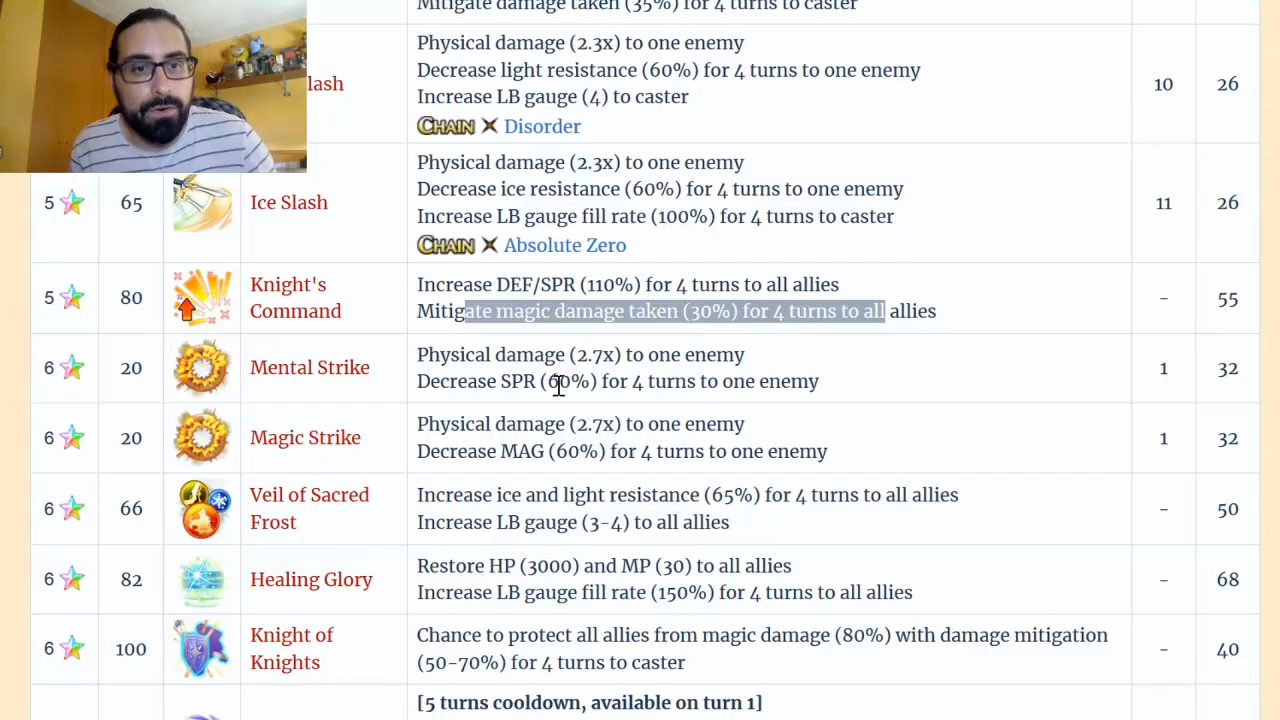 Mitigate damage taken (35%) for 4 turns to caster
lash
Physical damage (2.3x) to one enemy
Decrease light resistance (60%) for 4 turns to one enemy
Increase LB gauge (4) to caster
CHAIN Disorder
10
26
5
65
Ice Slash
Physical damage (2.3x) to one enemy
Decrease ice resistance (60%) for 4 turns to one enemy
Increase LB gauge fill rate (100%) for 4 turns to caster
CHAIN Absolute Zero
11
26
5
80
Knight's
Command
Increase DEF/SPR (110%) for 4 turns to all allies
Mitigate magic damage taken (30%) for 4 turns to all allies
-
55
6
20
Mental Strike
Physical damage (2.7x) to one enemy
Decrease SPR (60%) for 4 turns to one enemy
1
32
6
20
Magic Strike
Physical damage (2.7x) to one enemy
Decrease MAG (60%) for 4 turns to one enemy
1
32
6
66
Veil of Sacred
Frost
Increase ice and light resistance (65%) for 4 turns to all allies
Increase LB gauge (3-4) to all allies
-
50
6
82
Healing Glory
Restore HP (3000) and MP (30) to all allies
Increase LB gauge fill rate (150%) for 4 turns to all allies
-
68
6
100
Knight of
Knights
Chance to protect all allies from magic damage (80%) with damage mitigation
(50-70%) for 4 turns to caster
-
40
[5 turns cooldown, available on turn 1]